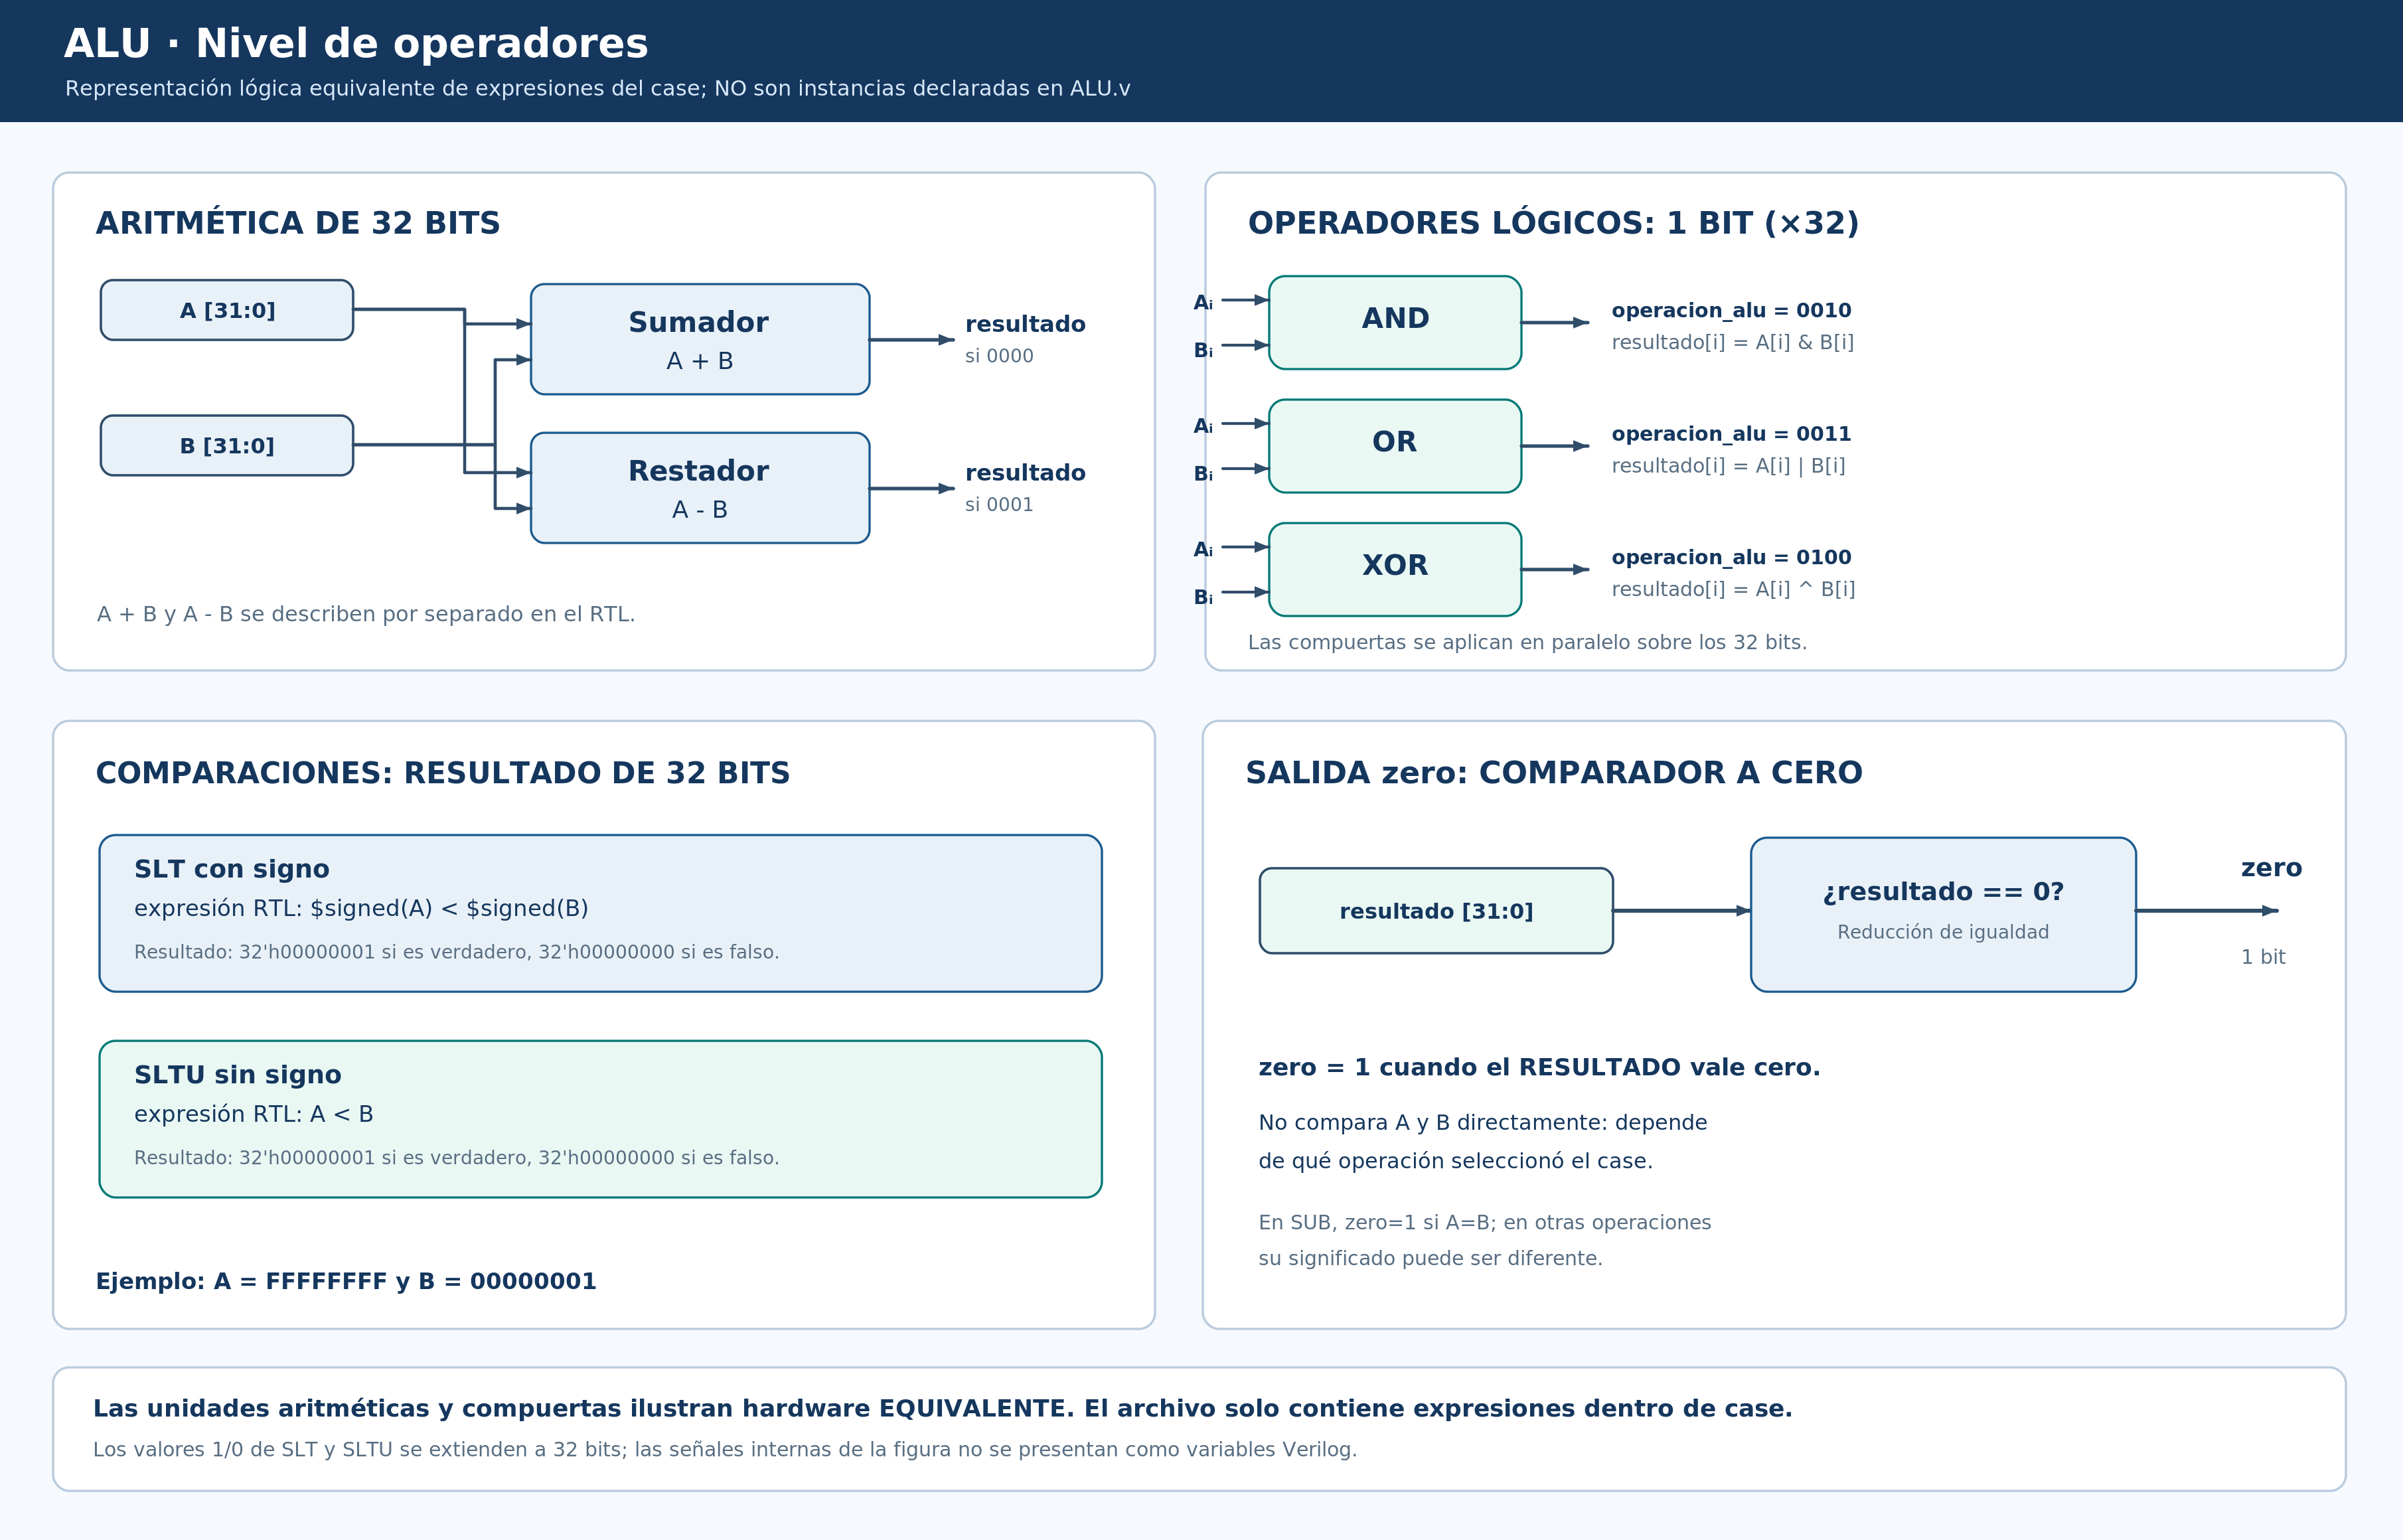 ALU · Nivel de operadores
Representación lógica equivalente de expresiones del case; NO son instancias declaradas en ALU.v
ARITMÉTICA DE 32 BITS
A [31:0]
B [31:0]
Sumador
A + B
resultado
si 0000
Restador
A - B
resultado
si 0001
A + B y A - B se describen por separado en el RTL.
OPERADORES LÓGICOS: 1 BIT (×32)
Aᵢ
Bᵢ
AND
operacion_alu = 0010
resultado[i] = A[i] & B[i]
Aᵢ
Bᵢ
OR
operacion_alu = 0011
resultado[i] = A[i] | B[i]
Aᵢ
Bᵢ
XOR
operacion_alu = 0100
resultado[i] = A[i] ^ B[i]
Las compuertas se aplican en paralelo sobre los 32 bits.
COMPARACIONES: RESULTADO DE 32 BITS
SLT con signo
expresión RTL: $signed(A) < $signed(B)
Resultado: 32'h00000001 si es verdadero, 32'h00000000 si es falso.
SLTU sin signo
expresión RTL: A < B
Resultado: 32'h00000001 si es verdadero, 32'h00000000 si es falso.
Ejemplo: A = FFFFFFFF y B = 00000001
SALIDA zero: COMPARADOR A CERO
resultado [31:0]
¿resultado == 0?
Reducción de igualdad
zero
1 bit
zero = 1 cuando el RESULTADO vale cero.
No compara A y B directamente: depende
de qué operación seleccionó el case.
En SUB, zero=1 si A=B; en otras operaciones
su significado puede ser diferente.
Las unidades aritméticas y compuertas ilustran hardware EQUIVALENTE. El archivo solo contiene expresiones dentro de case.
Los valores 1/0 de SLT y SLTU se extienden a 32 bits; las señales internas de la figura no se presentan como variables Verilog.